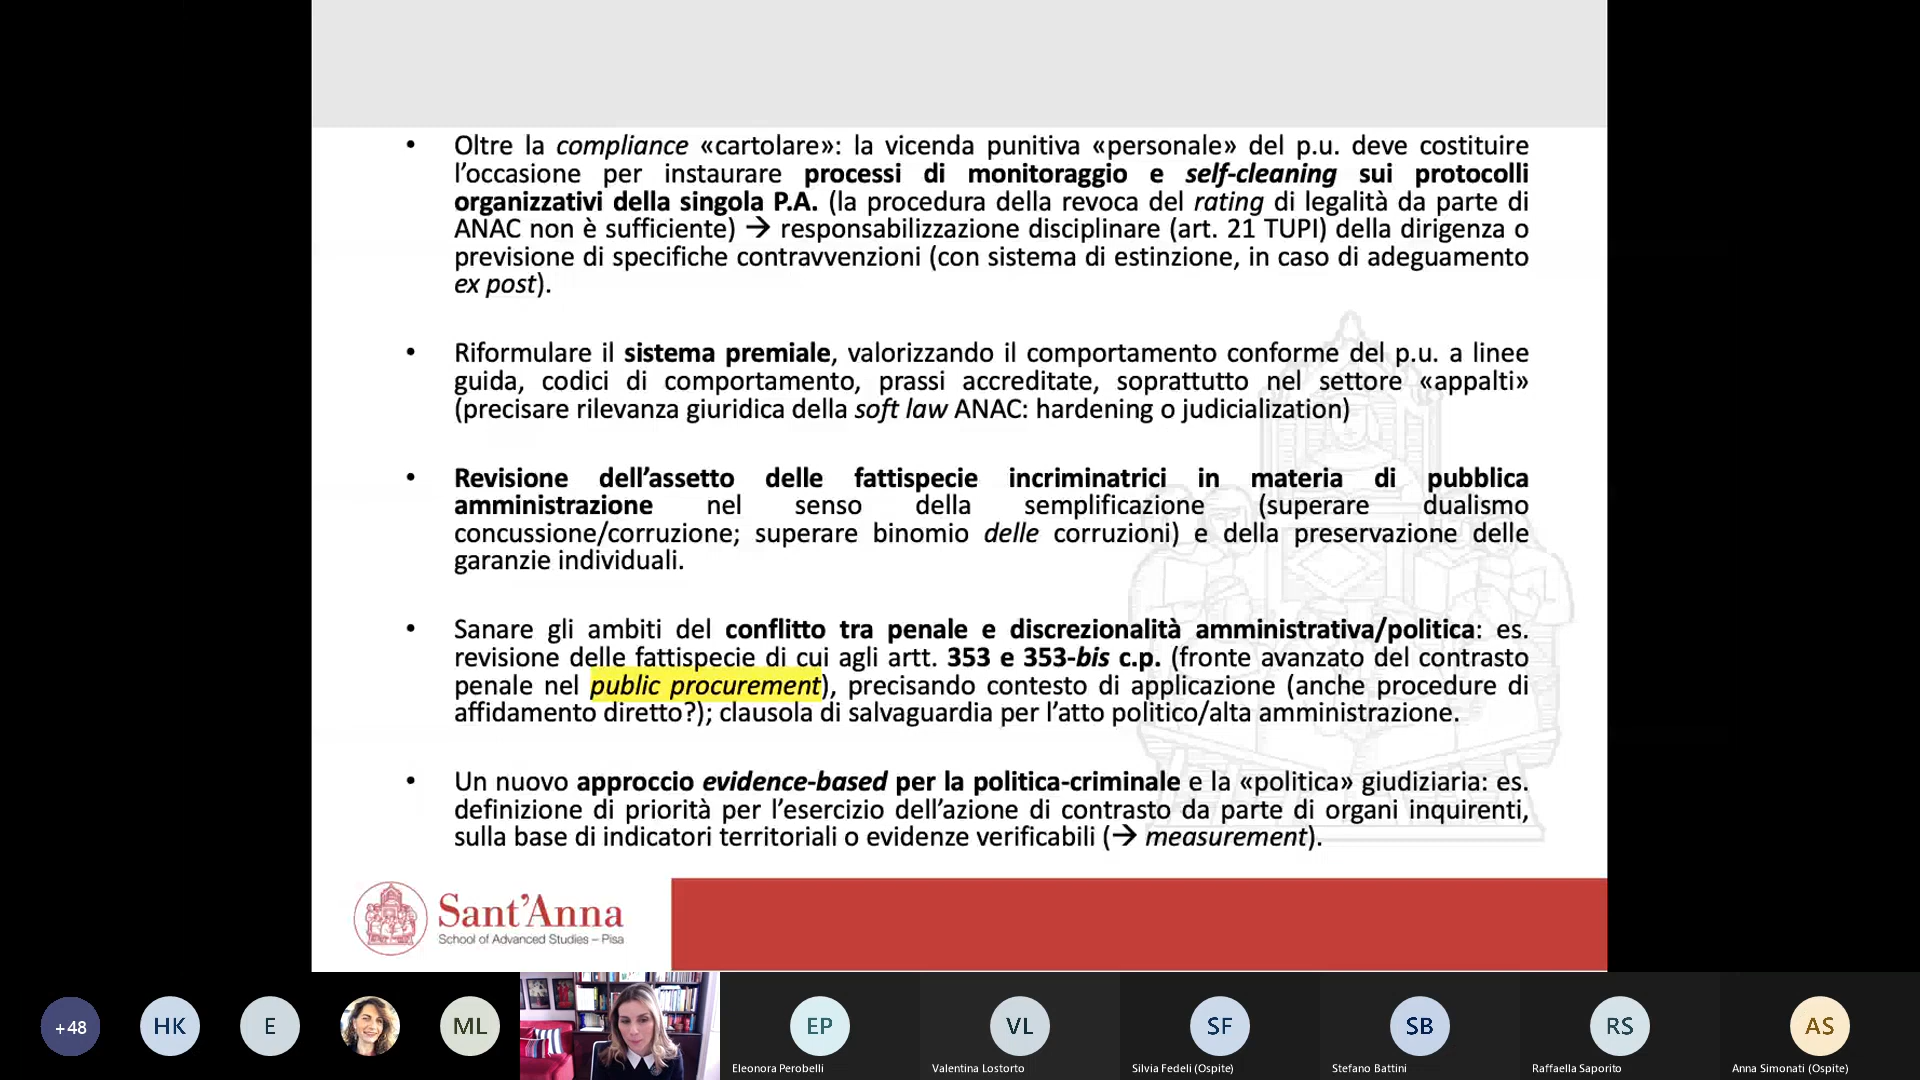 • Oltre la compliance «cartolare»: la vicenda punitiva «personale» del p.u. deve costituire
l’occasione per instaurare processi di monitoraggio e self-cleaning sui protocolli
organizzativi della singola P.A. (la procedura della revoca del rating di legalità da parte di
ANAC non è sufficiente) → responsabilizzazione disciplinare (art. 21 TUPI) della dirigenza o
previsione di specifiche contravvenzioni (con sistema di estinzione, in caso di adeguamento
ex post).
• Riformulare il sistema premiale, valorizzando il comportamento conforme del p.u. a linee
guida, codici di comportamento, prassi accreditate, soprattutto nel settore «appalti»
(precisare rilevanza giuridica della soft law ANAC: hardening o judicialization)
• Revisione dell’assetto delle fattispecie incriminatrici in materia di pubblica
amministrazione nel senso della semplificazione (superare dualismo
concussione/corruzione; superare binomio delle corruzioni) e della preservazione delle
garanzie individuali.
• Sanare gli ambiti del conflitto tra penale e discrezionalità amministrativa/politica: es.
revisione delle fattispecie di cui agli artt. 353 e 353-bis c.p. (fronte avanzato del contrasto
penale nel public procurement), precisando contesto di applicazione (anche procedure di
affidamento diretto?); clausola di salvaguardia per l’atto politico/alta amministrazione.
• Un nuovo approccio evidence-based per la politica-criminale e la «politica» giudiziaria: es.
definizione di priorità per l’esercizio dell’azione di contrasto da parte di organi inquirenti,
sulla base di indicatori territoriali o evidenze verificabili (→ measurement).
Sant’Anna
School of Advanced Studies – Pisa
+48
HK
E
ML
EP
VL
SF
SB
RS
AS
Eleonora Perobelli
Valentina Lostorto
Silvia Fedeli (Ospite)
Stefano Battini
Raffaella Saporito
Anna Simonati (Ospite)